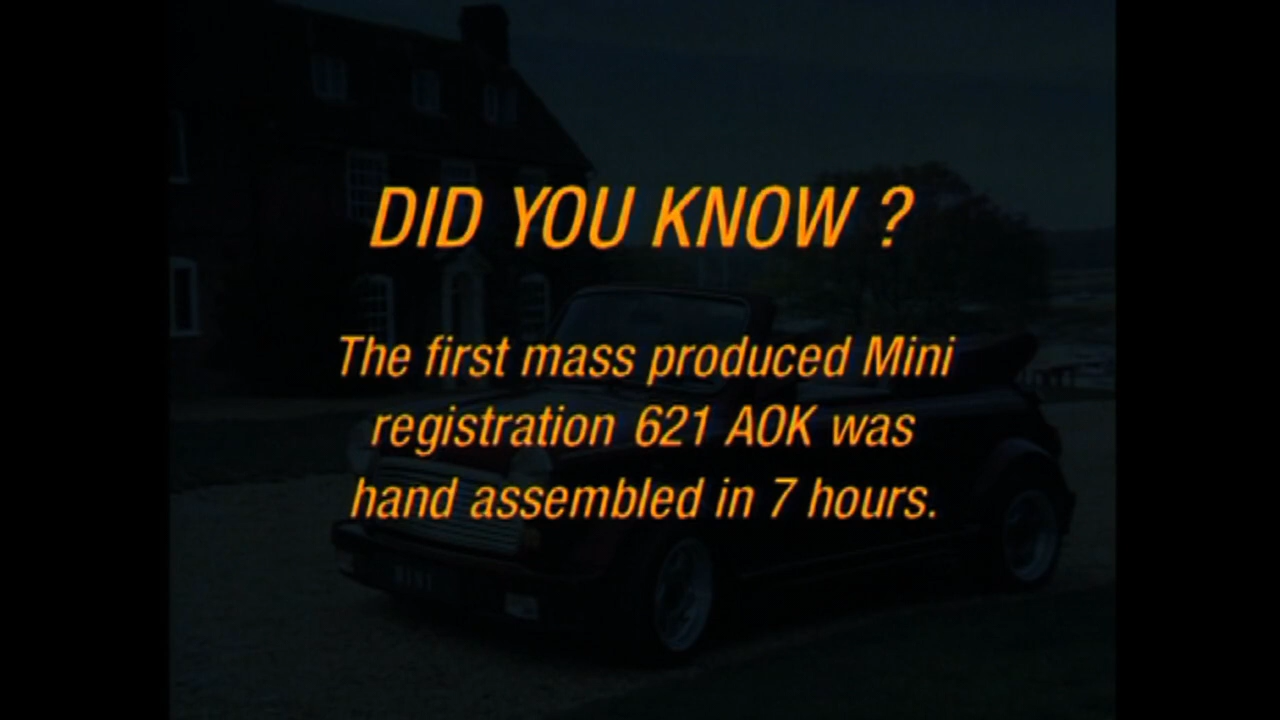 DID YOU KNOW ?
The first mass produced Mini
registration 621 AOK was
hand assembled in 7 hours.